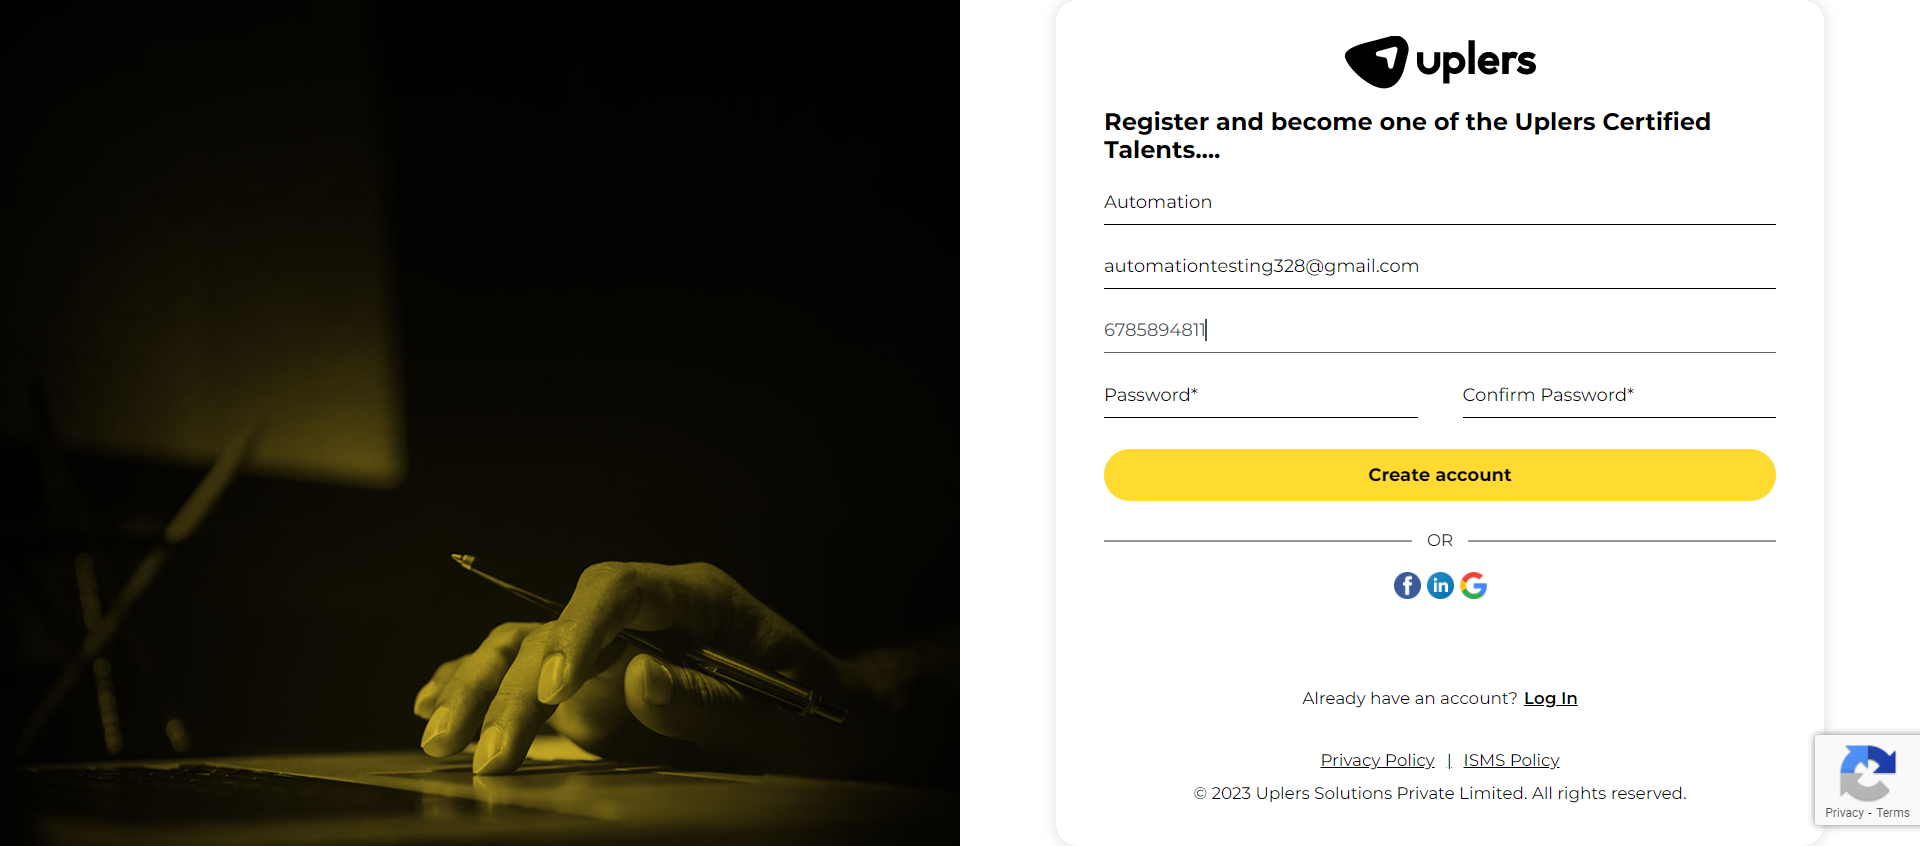 uplers
Register and become one of the Uplers Certified
Talents....
Automation
automationtesting328@gmail.com
6785894811
Password* Confirm Password*
Create account
OR
Already have an account? Log In
Privacy Policy | ISMS Policy
© 2023 Uplers Solutions Private Limited. All rights reserved.
Privacy - Terms